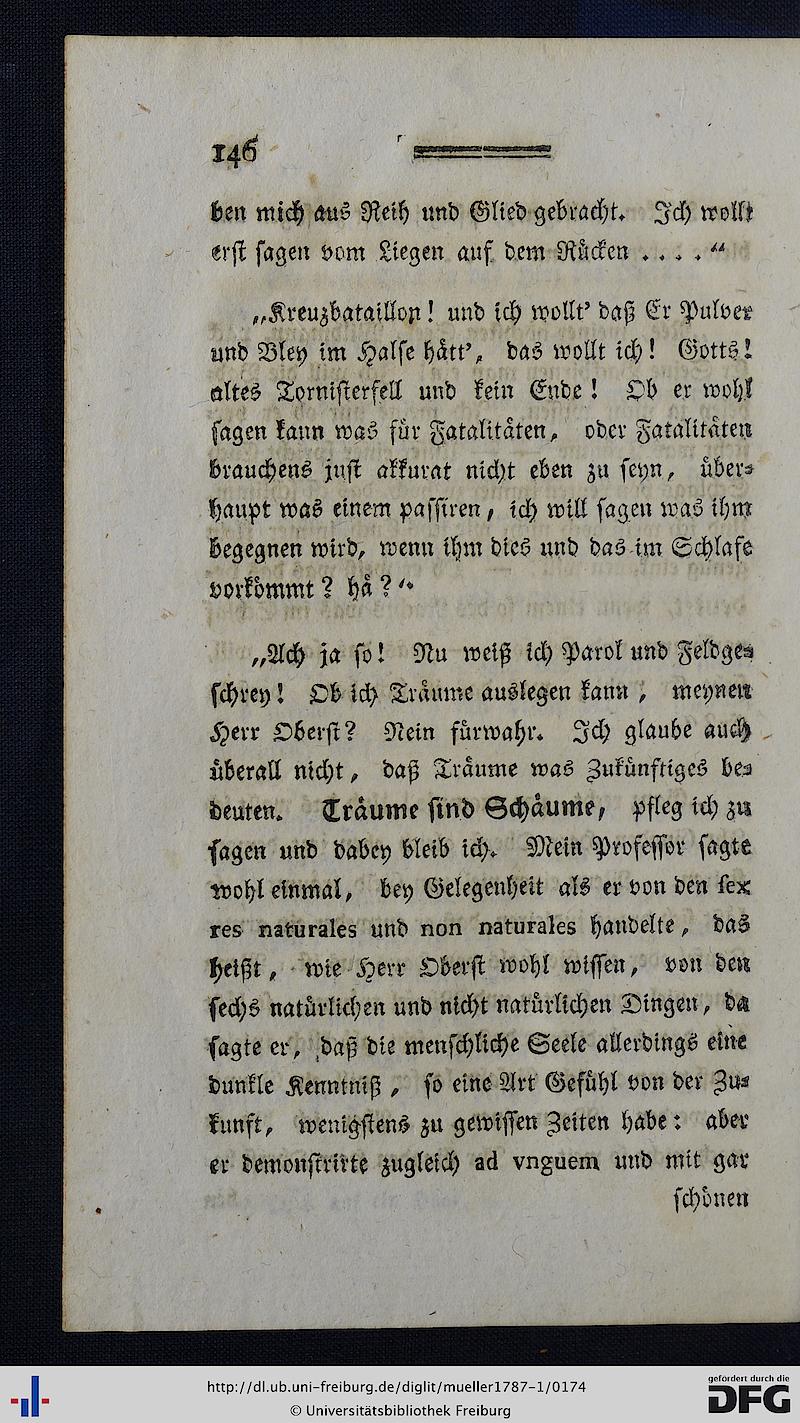 146
ben mich aus Reih und Glied gebracht. Ich wollt
erst sagen vom Liegen auf dem Rücken . . . . “
„Kreuzbataillon! und ich wollt’ daß Er Pulver
und Bley im Halse hätt’, das wollt ich! Gotts!
altes Tornisterfell und kein Ende! Ob er wohl
sagen kann was für Fatalitäten, oder Fatalitäten
brauchens just akkurat nicht eben zu seyn, über-
haupt was einem passiren, ich will sagen was ihm
begegnen wird, wenn ihm dies und das im Schlafe
vorkömmt? hä?“
„Ach ja so! Nu weiß ich Parol und Feldge-
schrey! Ob ich Träume auslegen kann, meynen
Herr Oberst? Nein fürwahr. Ich glaube auch
überall nicht, daß Träume was Zukünftiges be-
deuten. Träume sind Schäume, pfleg ich zu
sagen und dabey bleib ich. Mein Professor sagte
wohl einmal, bey Gelegenheit als er von den sex
res naturales und non naturales handelte, das
heißt, wie Herr Oberst wohl wissen, von den
sechs natürlichen und nicht natürlichen Dingen, da
sagte er, daß die menschliche Seele allerdings eine
dunkle Kenntniß, so eine Art Gefühl von der Zu-
kunft, wenigstens zu gewissen Zeiten habe: aber
er demonstrirte zugleich ad vnguem und mit gar
schönen
http://dl.ub.uni-freiburg.de/diglit/mueller1787-1/0174
© Universitätsbibliothek Freiburg
gefördert durch die
DFG